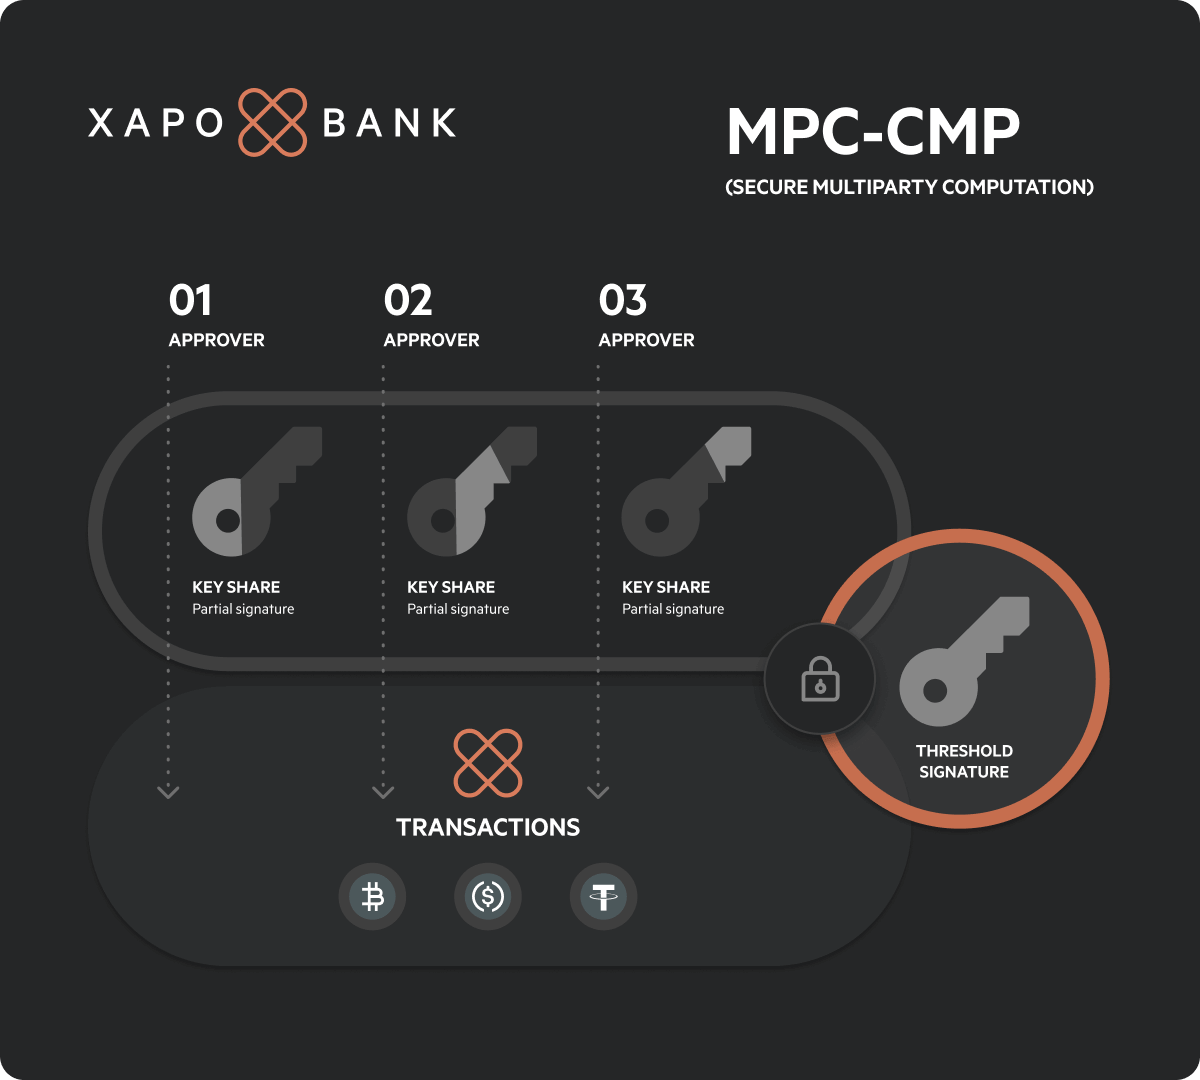 XAPO BANK
MPC-CMP
(SECURE MULTIPARTY COMPUTATION)
01
APPROVER
02
APPROVER
03
APPROVER
KEY SHARE
Partial signature
KEY SHARE
Partial signature
KEY SHARE
Partial signature
THRESHOLD
SIGNATURE
TRANSACTIONS